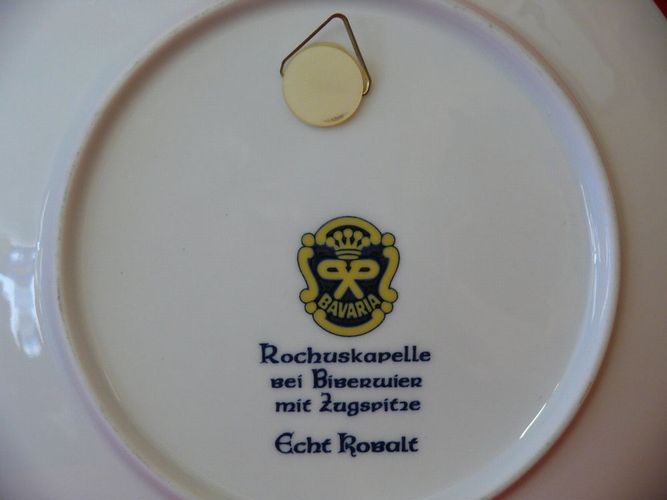 BAVARIA
Rochuskapelle
bei Biberwier
mit Zugspitze
Echt Kobalt